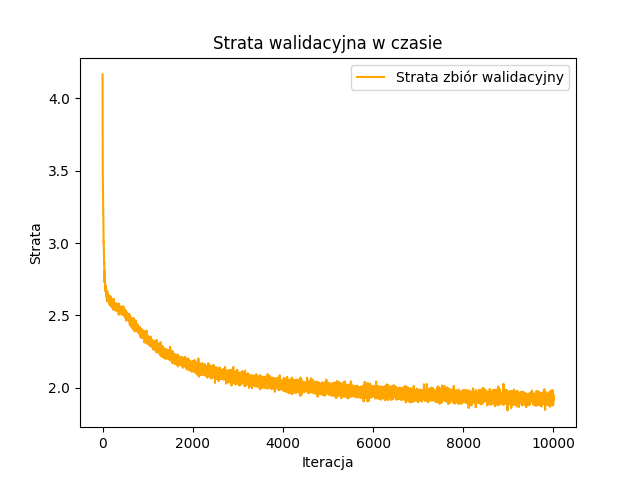 Strata walidacyjna w czasie
Strata zbiór walidacyjny
4.0
3.5
3.0
2.5
2.0
Strata
0 2000 4000 6000 8000 10000
Iteracja